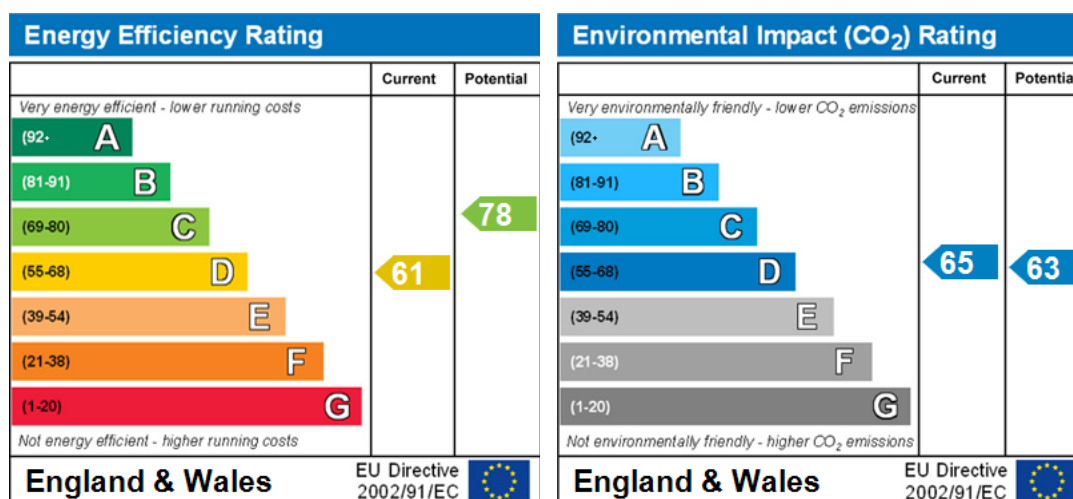 Energy Efficiency Rating
Current Potential
Very energy efficient - lower running costs
(92+ A
(81-91) B
(69-80) C
(55-68) D
(39-54) E
(21-38) F
(1-20) G
61
78
Not energy efficient - higher running costs
England & Wales
EU Directive
2002/91/EC
Environmental Impact (CO₂) Rating
Current Potentia
Very environmentally friendly - lower CO₂ emissions
(92+ A
(81-91) B
(69-80) C
(55-68) D
(39-54) E
(21-38) F
(1-20) G
65
63
Not environmentally friendly - higher CO₂ emissions
England & Wales
EU Directive
2002/91/EC